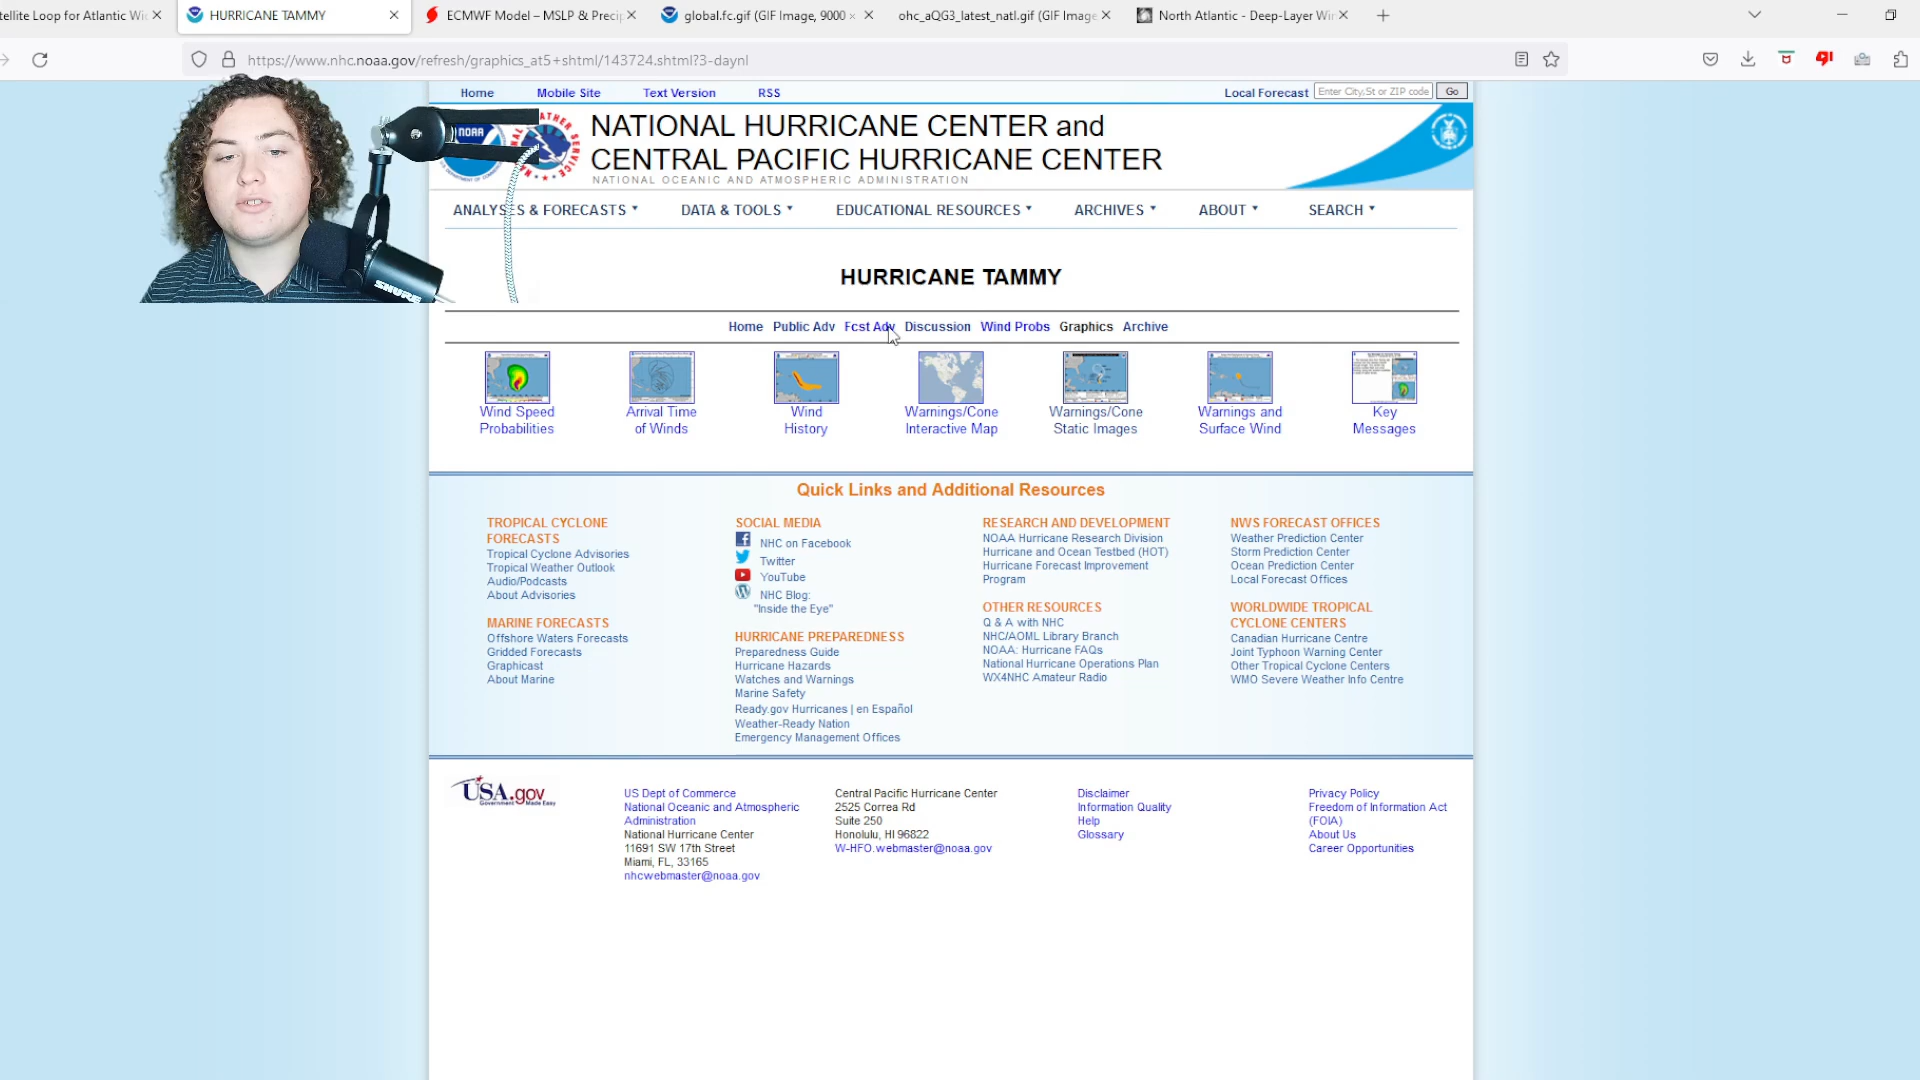 tellite Loop for Atlantic Wi
HURRICANE TAMMY
ECMWF Model – MSLP & Precip
global.fc.gif (GIF Image, 9000 ×
ohc_aQG3_latest_natl.gif (GIF Image
North Atlantic - Deep-Layer Win
https://www.nhc.noaa.gov/refresh/graphics_at5+shtml/143724.shtml?3-daynl
Home Mobile Site Text Version RSS Local Forecast Enter City,St or ZIP code Go
NOAA
NATIONAL HURRICANE CENTER and
CENTRAL PACIFIC HURRICANE CENTER
NATIONAL OCEANIC AND ATMOSPHERIC ADMINISTRATION
ANALYSES & FORECASTS DATA & TOOLS EDUCATIONAL RESOURCES ARCHIVES ABOUT SEARCH
SHURE
HURRICANE TAMMY
Home Public Adv Fcst Adv Discussion Wind Probs Graphics Archive
Wind Speed
Probabilities
Arrival Time
of Winds
Wind
History
Warnings/Cone
Interactive Map
Warnings/Cone
Static Images
Warnings and
Surface Wind
Key
Messages
Quick Links and Additional Resources
TROPICAL CYCLONE
FORECASTS
Tropical Cyclone Advisories
Tropical Weather Outlook
Audio/Podcasts
About Advisories
MARINE FORECASTS
Offshore Waters Forecasts
Gridded Forecasts
Graphicast
About Marine
SOCIAL MEDIA
NHC on Facebook
Twitter
YouTube
NHC Blog:
"Inside the Eye"
HURRICANE PREPAREDNESS
Preparedness Guide
Hurricane Hazards
Watches and Warnings
Marine Safety
Ready.gov Hurricanes | en Español
Weather-Ready Nation
Emergency Management Offices
RESEARCH AND DEVELOPMENT
NOAA Hurricane Research Division
Hurricane and Ocean Testbed (HOT)
Hurricane Forecast Improvement
Program
OTHER RESOURCES
Q & A with NHC
NHC/AOML Library Branch
NOAA: Hurricane FAQs
National Hurricane Operations Plan
WX4NHC Amateur Radio
NWS FORECAST OFFICES
Weather Prediction Center
Storm Prediction Center
Ocean Prediction Center
Local Forecast Offices
WORLDWIDE TROPICAL
CYCLONE CENTERS
Canadian Hurricane Centre
Joint Typhoon Warning Center
Other Tropical Cyclone Centers
WMO Severe Weather Info Centre
USA.gov
Government Made Easy
US Dept of Commerce
National Oceanic and Atmospheric
Administration
National Hurricane Center
11691 SW 17th Street
Miami, FL, 33165
nhcwebmaster@noaa.gov
Central Pacific Hurricane Center
2525 Correa Rd
Suite 250
Honolulu, HI 96822
W-HFO.webmaster@noaa.gov
Disclaimer
Information Quality
Help
Glossary
Privacy Policy
Freedom of Information Act
(FOIA)
About Us
Career Opportunities